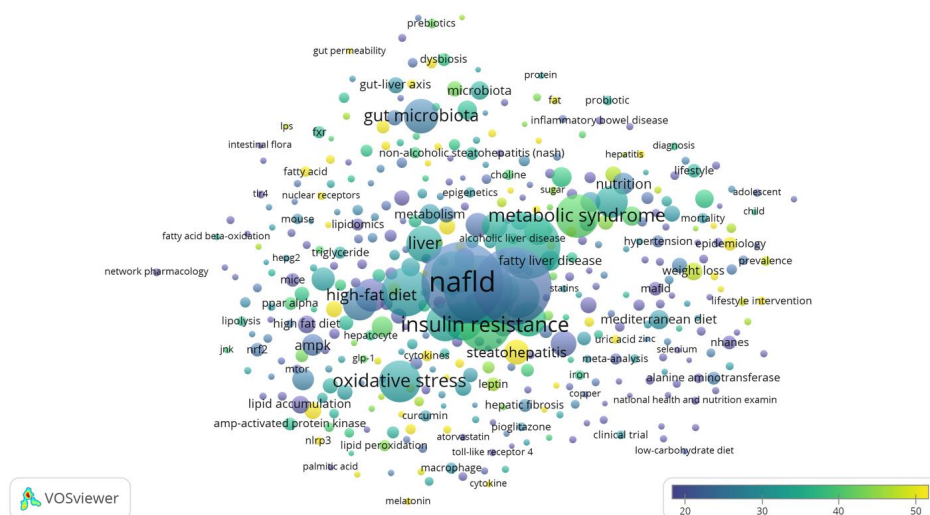 prebiotics
gut permeability
dysbiosis
protein
gut-liver axis
microbiota
fat
probiotic
gut microbiota
inflammatory bowel disease
lps
fxr
intestinal flora
non-alcoholic steatohepatitis (nash)
hepatitis
diagnosis
fatty acid
choline
lifestyle
tlr4
nuclear receptors
epigenetics
sugar
nutrition
adolescent
mouse
lipidomics
metabolism
metabolic syndrome
mortality
child
fatty acid beta-oxidation
liver
alcoholic liver disease
hypertension
epidemiology
hepg2
triglyceride
fatty liver disease
prevalence
network pharmacology
mice
nafld
statins
weight loss
mafld
high-fat diet
lifestyle intervention
ppar alpha
lipolysis
high fat diet
insulin resistance
mediterranean diet
hepatocyte
uric acid
zinc
nhanes
jnk
nrf2
ampk
glp-1
cytokines
steatohepatitis
meta-analysis
selenium
mtor
oxidative stress
leptin
iron
alanine aminotransferase
copper
lipid accumulation
hepatic fibrosis
national health and nutrition examin
amp-activated protein kinase
curcumin
pioglitazone
nlrp3
lipid peroxidation
atorvastatin
clinical trial
toll-like receptor 4
low-carbohydrate diet
palmitic acid
macrophage
cytokine
melatonin
VOSviewer
20
30
40
50